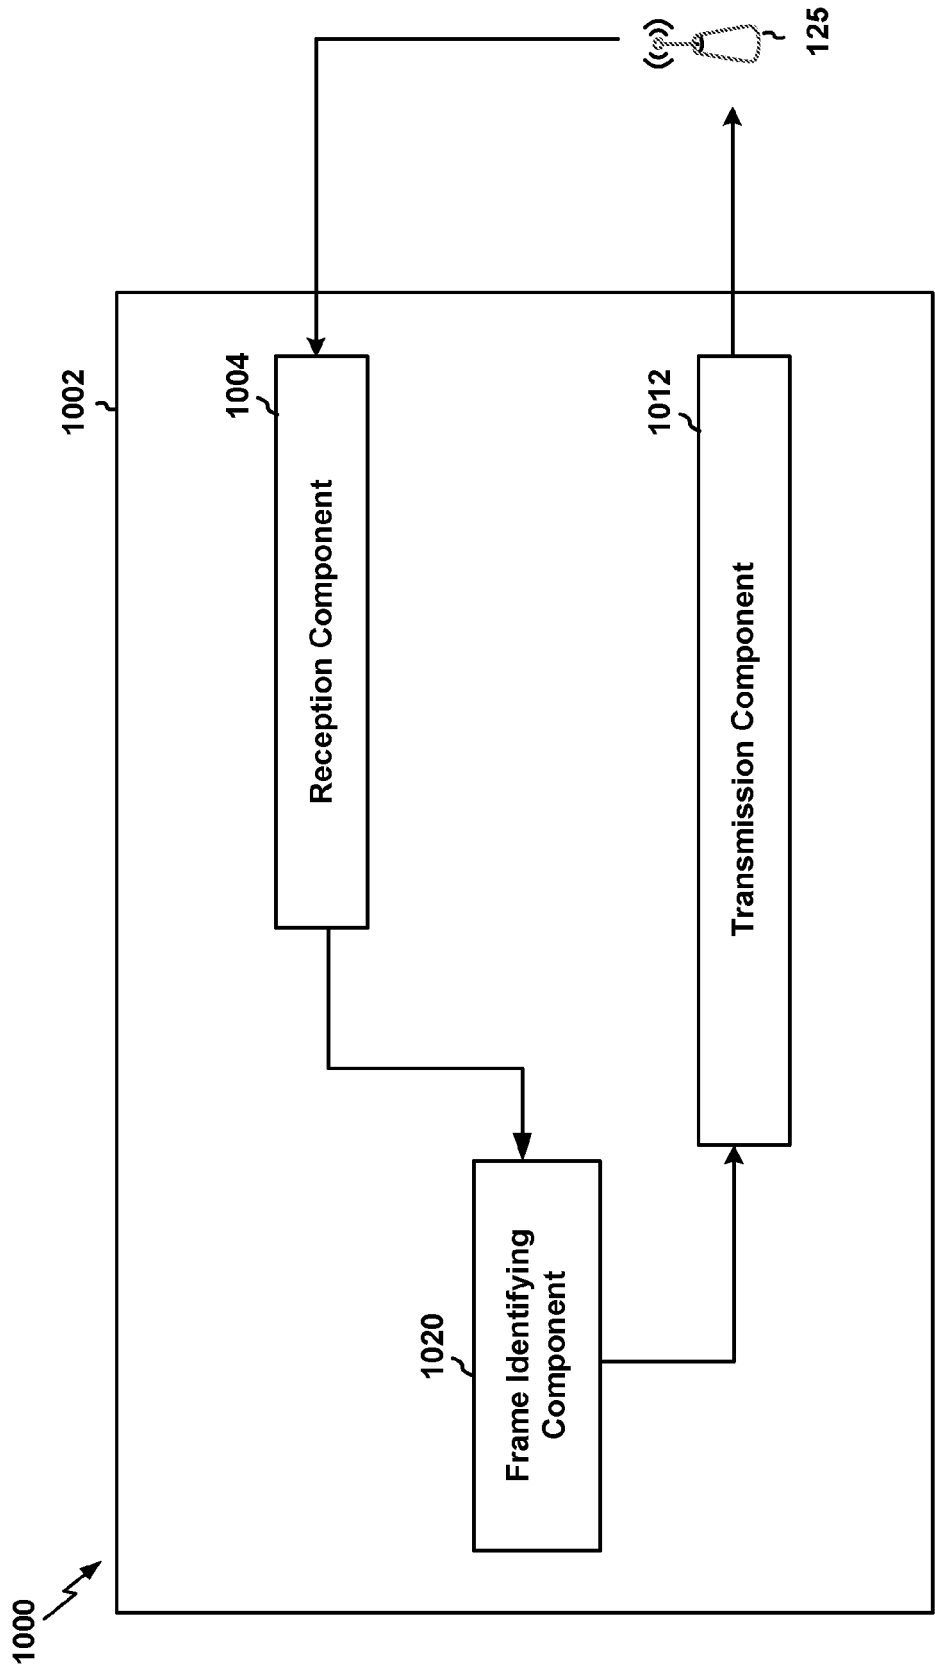 1000
1002
1004
Reception Component
1020
Frame Identifying
Component
1012
Transmission Component
125